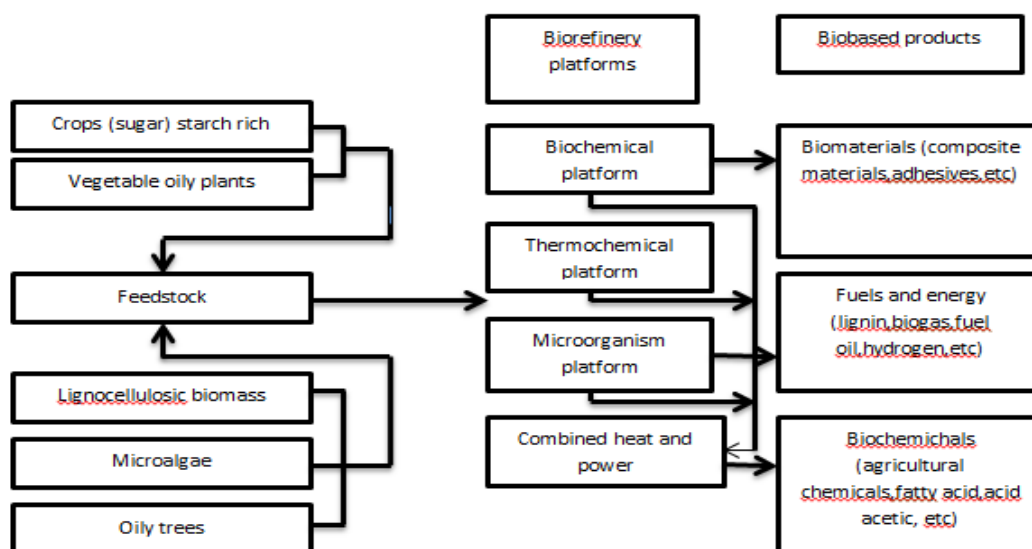 Biorefinery
platforms
Biobased products
Crops (sugar) starch rich
Vegetable oily plants
Feedstock
Lignocellulosic biomass
Microalgae
Oily trees
Biochemical
platform
Thermochemical
platform
Microorganism
platform
Combined heat and
power
Biomaterials (composite
materials,adhesives,etc)
Fuels and energy
(lignin,biogas,fuel
oil,hydrogen,etc)
Biochemichals
(agricultural
chemicals,fatty acid,acid
acetic, etc)